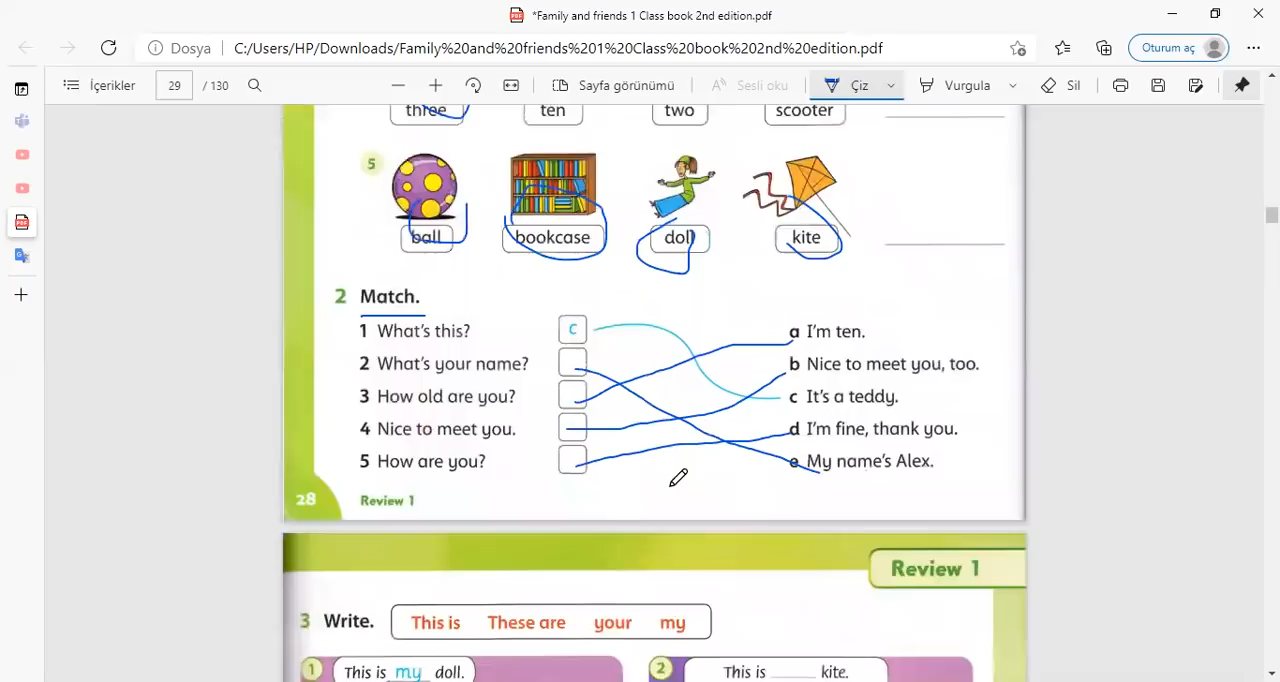 *Family and friends 1 Class book 2nd edition.pdf
Dosya C:/Users/HP/Downloads/Family%20and%20friends%201%20Class%20book%202nd%20edition.pdf Oturum aç
İçerikler 29 / 130 Sayfa görünümü Sesli oku Çiz Vurgula Sil
three ten two scooter
5
ball bookcase doll kite
2 Match.
1 What's this? c a I'm ten.
2 What's your name? b Nice to meet you, too.
3 How old are you? c It's a teddy.
4 Nice to meet you. d I'm fine, thank you.
5 How are you? e My name's Alex.
28 Review 1
Review 1
3 Write. This is These are your my
1 This is my doll. 2 This is ____ kite.